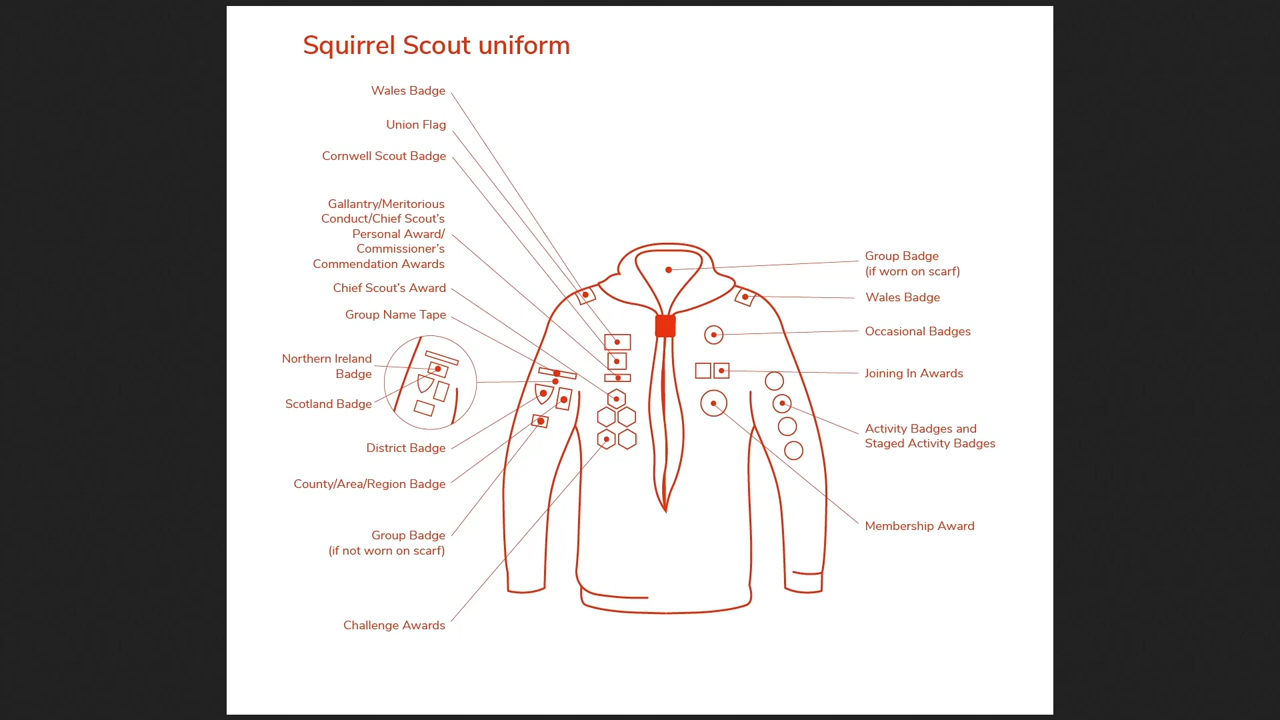 Squirrel Scout uniform
Wales Badge
Union Flag
Cornwell Scout Badge
Gallantry/Meritorious
Conduct/Chief Scout's
Personal Award/
Commissioner's
Commendation Awards
Chief Scout's Award
Group Name Tape
Northern Ireland
Badge
Scotland Badge
District Badge
County/Area/Region Badge
Group Badge
(if not worn on scarf)
Challenge Awards
Group Badge
(if worn on scarf)
Wales Badge
Occasional Badges
Joining In Awards
Activity Badges and
Staged Activity Badges
Membership Award